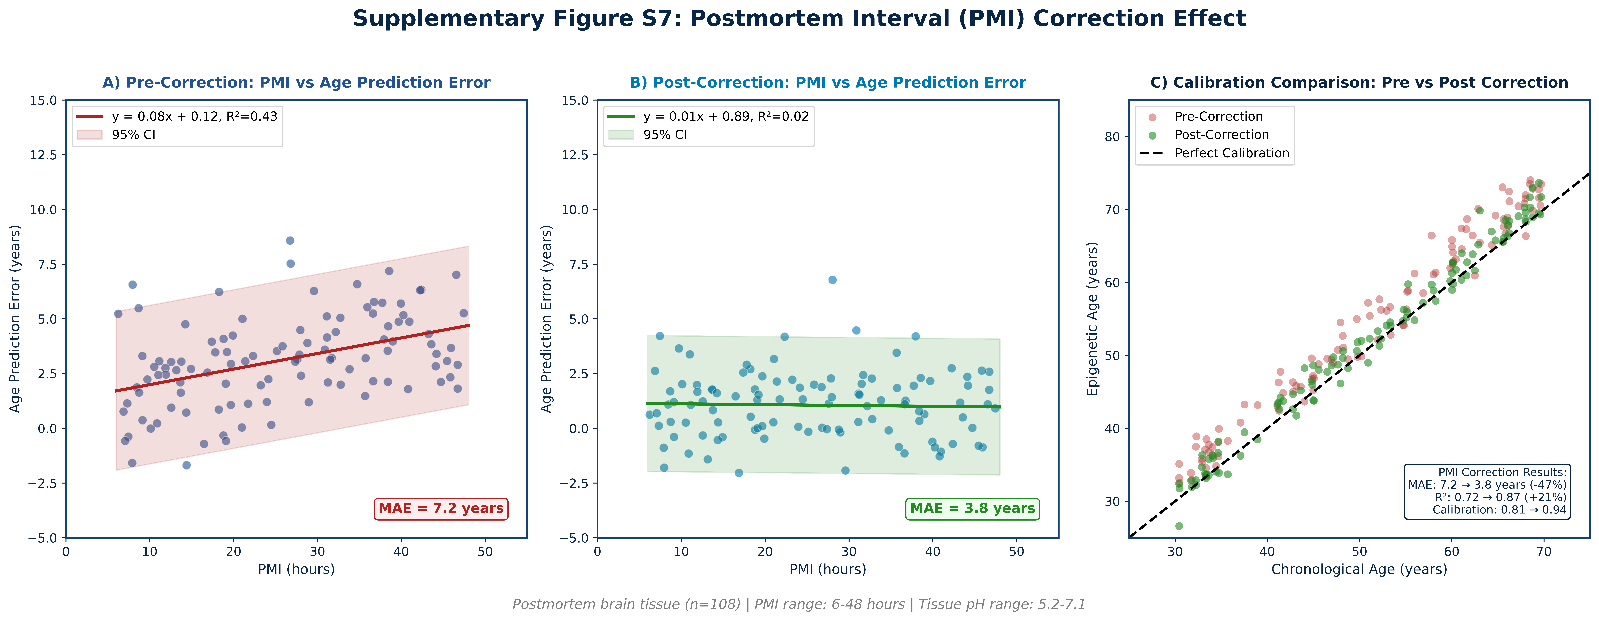 Supplementary Figure S7: Postmortem Interval (PMI) Correction Effect
A) Pre-Correction: PMI vs Age Prediction Error
y = 0.08x + 0.12, R²=0.43
95% CI
15.0
12.5
10.0
7.5
5.0
2.5
0.0
−2.5
−5.0
Age Prediction Error (years)
MAE = 7.2 years
0 10 20 30 40 50
PMI (hours)
B) Post-Correction: PMI vs Age Prediction Error
y = 0.01x + 0.89, R²=0.02
95% CI
15.0
12.5
10.0
7.5
5.0
2.5
0.0
−2.5
−5.0
Age Prediction Error (years)
MAE = 3.8 years
0 10 20 30 40 50
PMI (hours)
C) Calibration Comparison: Pre vs Post Correction
Pre-Correction
Post-Correction
Perfect Calibration
80
70
60
50
40
30
Epigenetic Age (years)
PMI Correction Results:
MAE: 7.2 → 3.8 years (-47%)
R²: 0.72 → 0.87 (+21%)
Calibration: 0.81 → 0.94
30 40 50 60 70
Chronological Age (years)
Postmortem brain tissue (n=108) | PMI range: 6-48 hours | Tissue pH range: 5.2-7.1